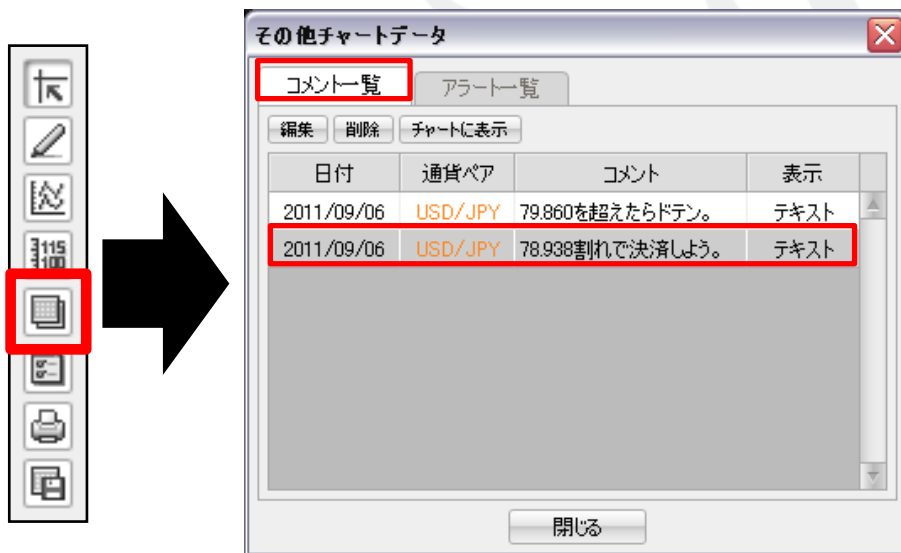 その他チャートデータ
コメント一覧 アラート一覧
編集 削除 チャートに表示
日付 通貨ペア コメント 表示
2011/09/06 USD/JPY 79.860を超えたらドテン。 テキスト
2011/09/06 USD/JPY 78.938割れで決済しよう。 テキスト
115
100
閉じる